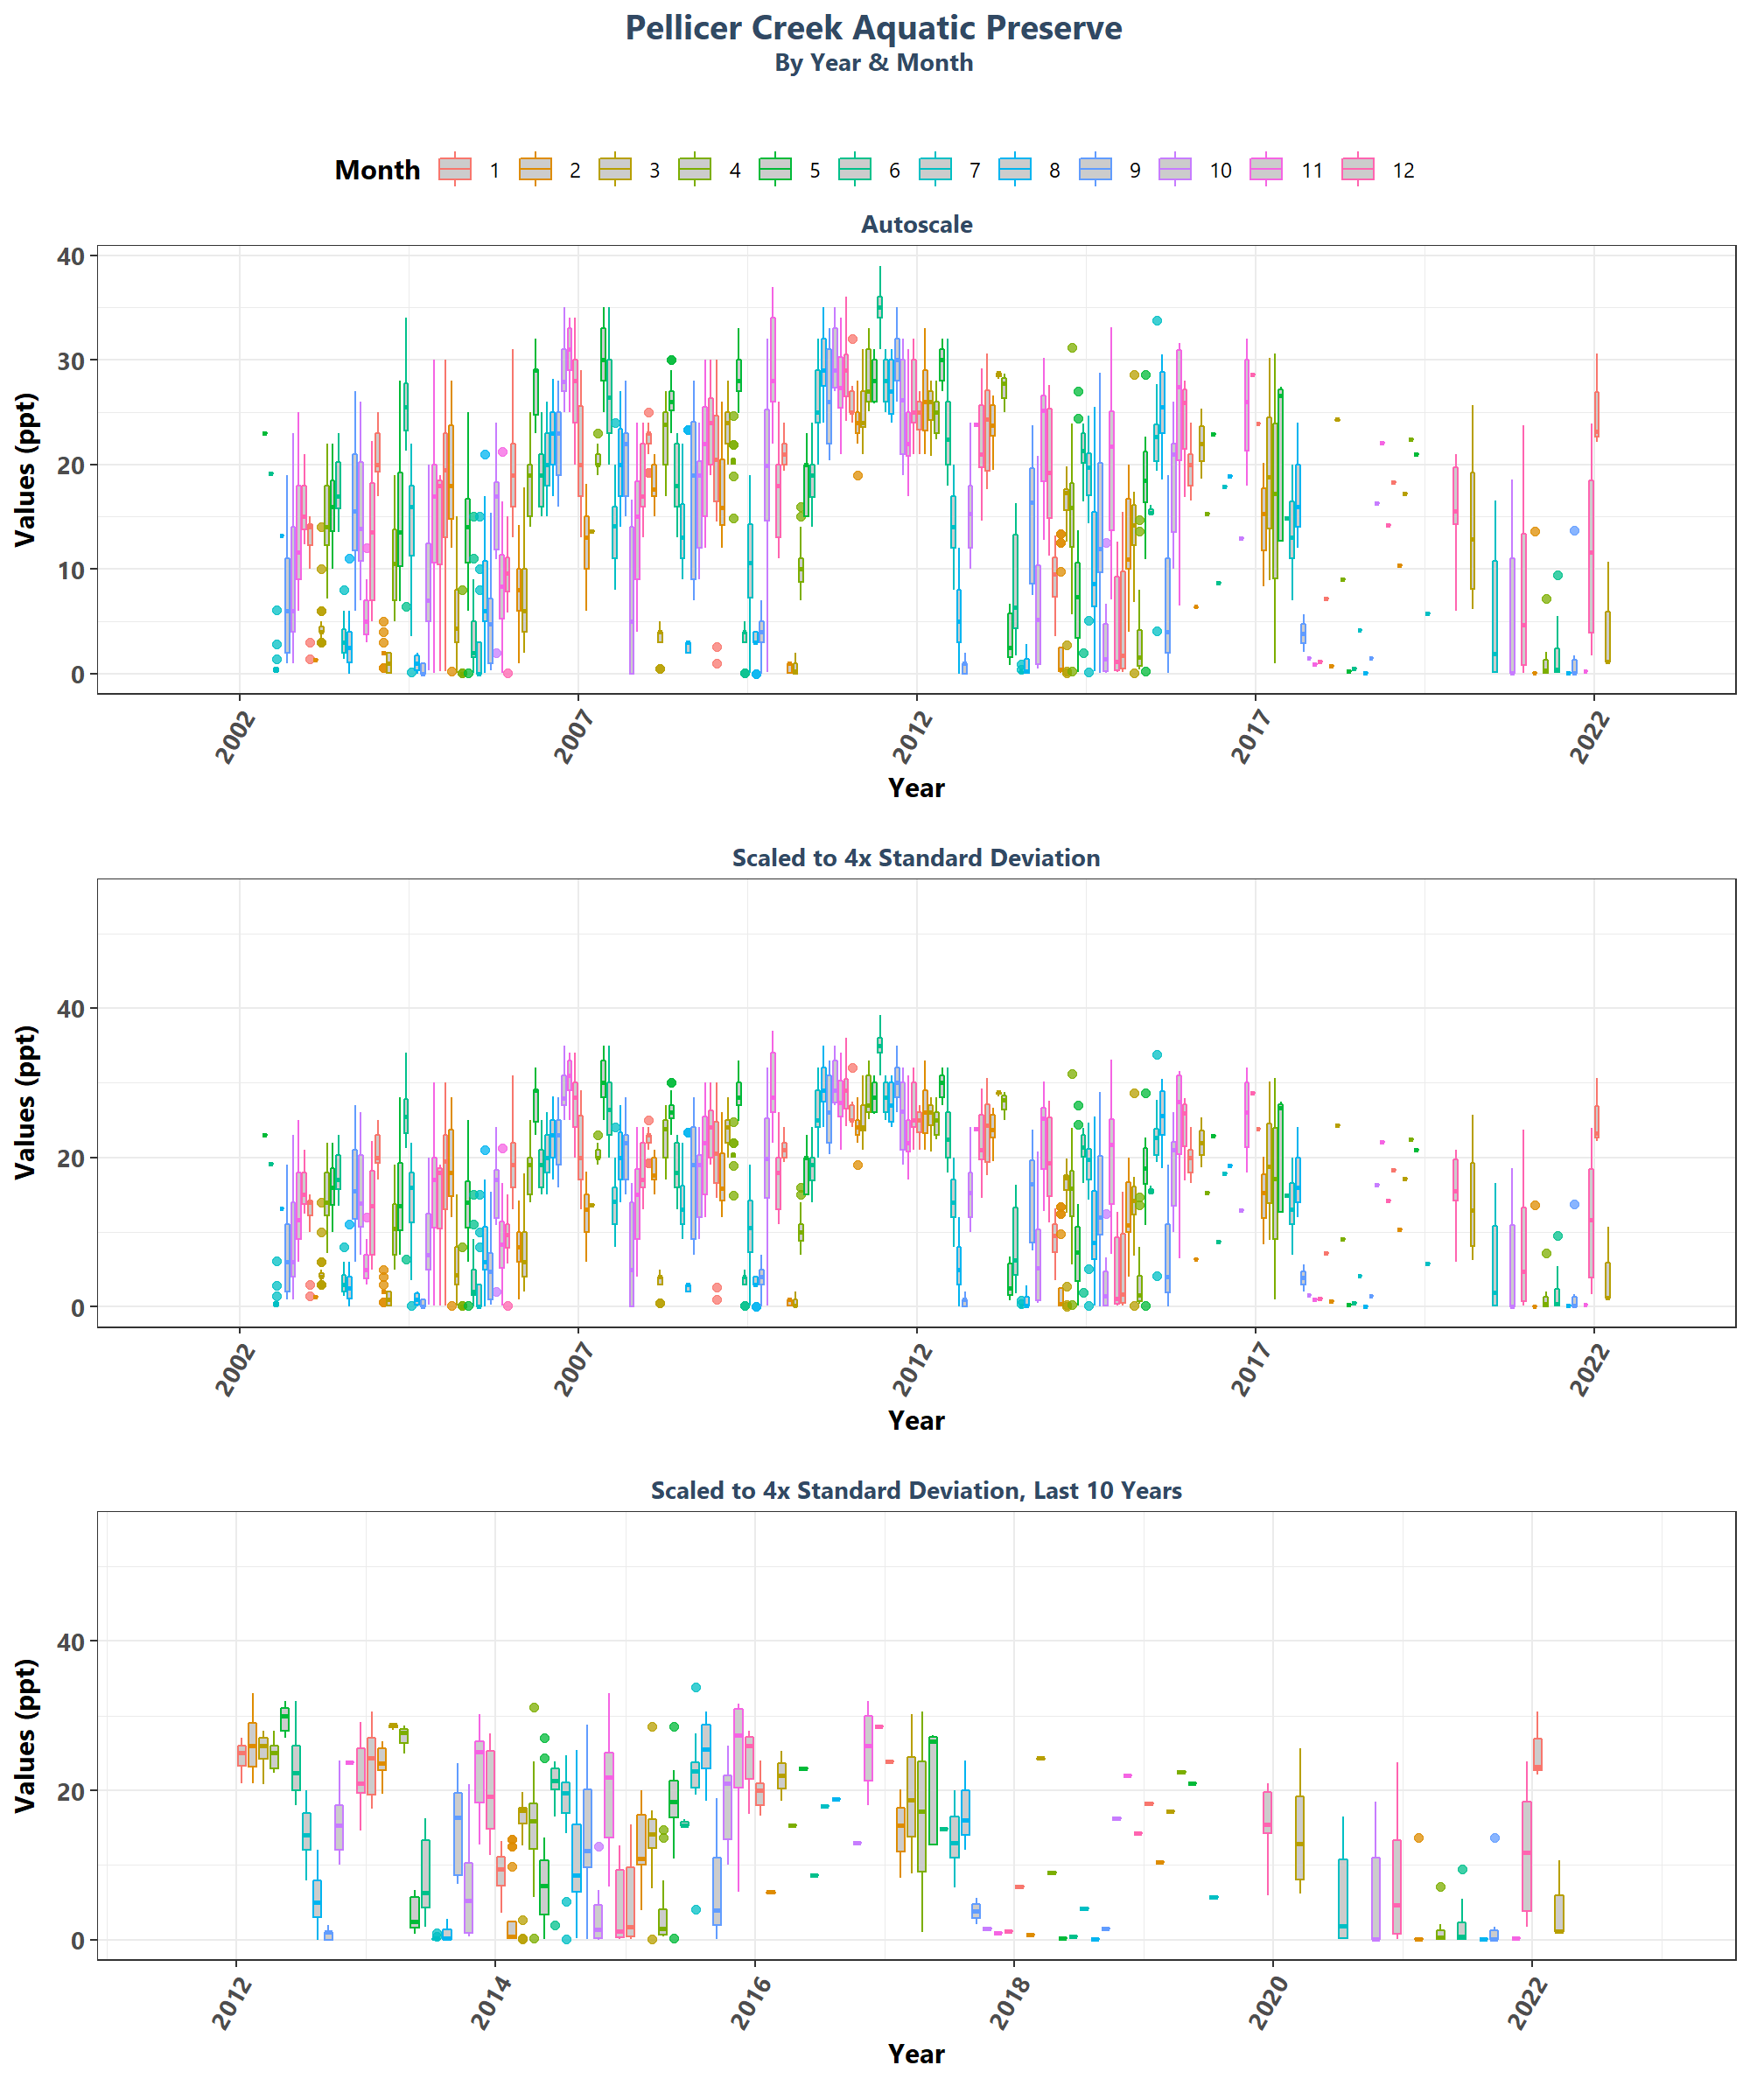 Pellicer Creek Aquatic Preserve
By Year & Month
Month 1 2 3 4 5 6 7 8 9 10 11 12
Autoscale
Values (ppt)
40
30
20
10
0
2002 2007 2012 2017 2022
Year
Scaled to 4x Standard Deviation
Values (ppt)
40
20
0
2002 2007 2012 2017 2022
Year
Scaled to 4x Standard Deviation, Last 10 Years
Values (ppt)
40
20
0
2012 2014 2016 2018 2020 2022
Year